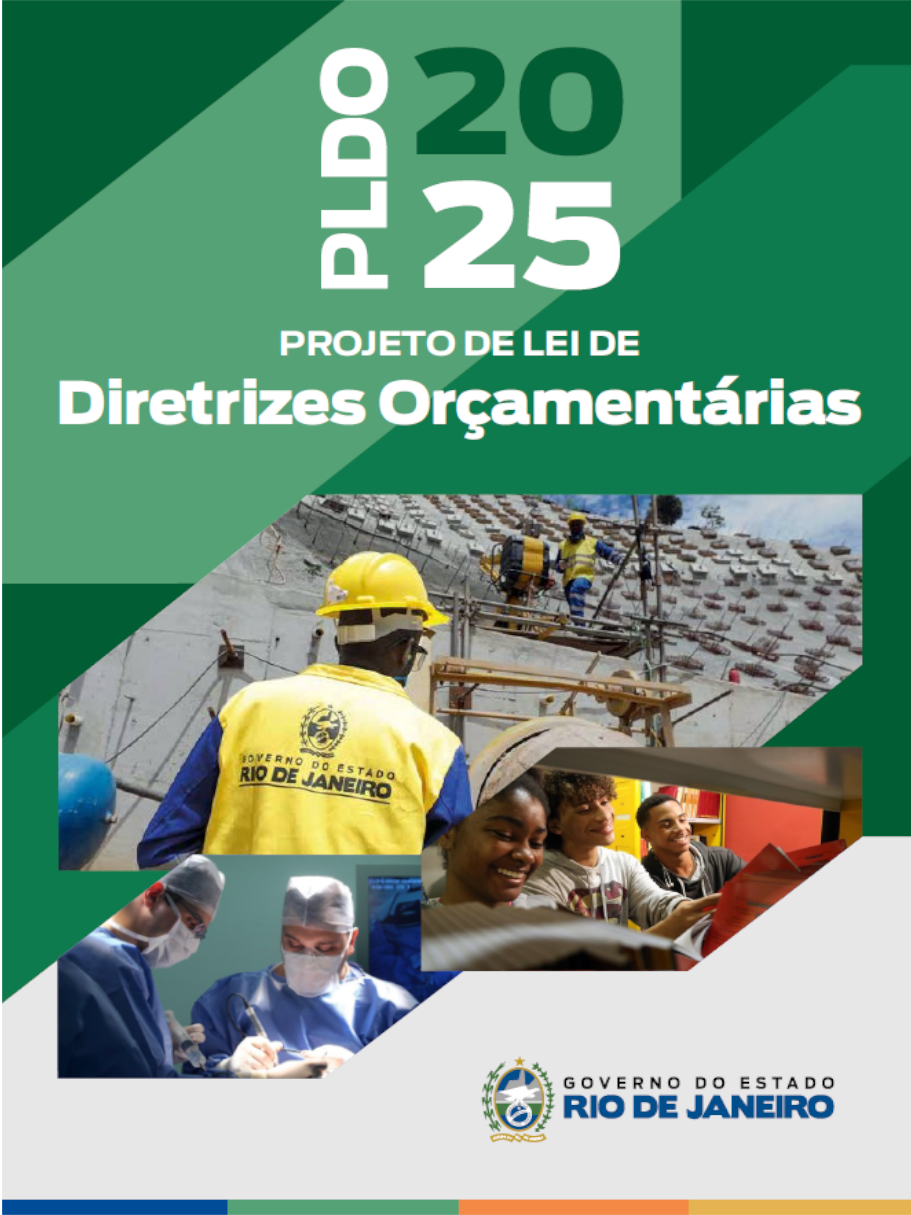 PLDO
20
25
PROJETO DE LEI DE
Diretrizes Orçamentárias
GOVERNO DO ESTADO
RIO DE JANEIRO
GOVERNO DO ESTADO
RIO DE JANEIRO